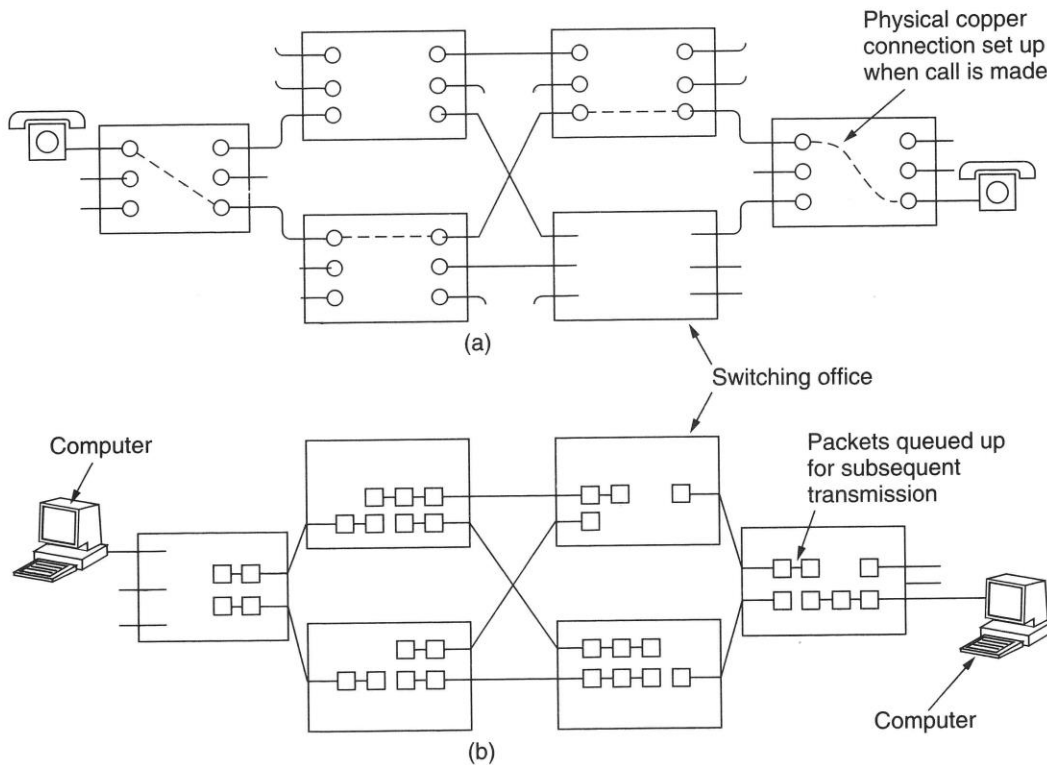 Physical copper
connection set up
when call is made
(a)
Switching office
Computer
Packets queued up
for subsequent
transmission
Computer
(b)